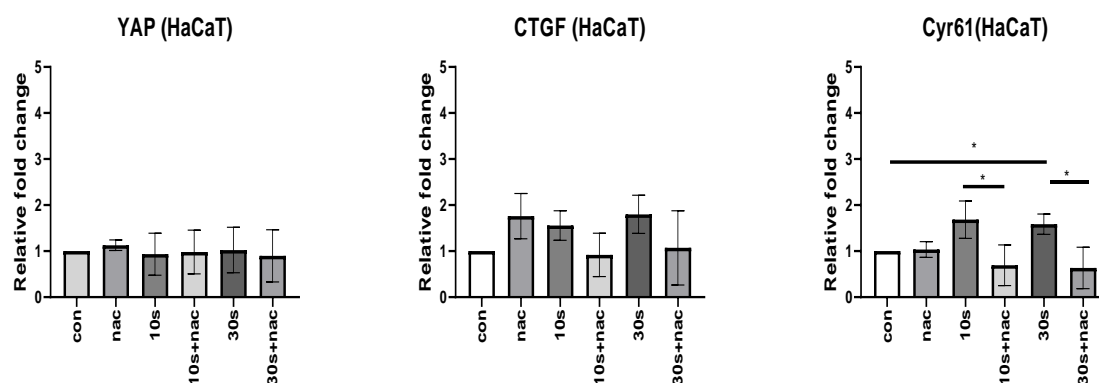 YAP (HaCaT)
Relative fold change
5
4
3
2
1
0
con
nac
10s
10s+nac
30s
30s+nac
CTGF (HaCaT)
Relative fold change
5
4
3
2
1
0
con
nac
10s
10s+nac
30s
30s+nac
Cyr61(HaCaT)
Relative fold change
5
4
3
2
1
0
*
*
*
con
nac
10s
10s+nac
30s
30s+nac